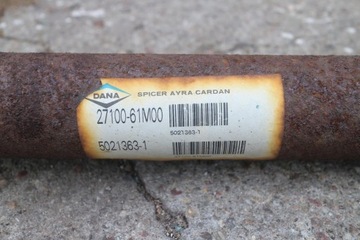 DANA
SPICER AYRA CARDAN
27100-61M00
5021363-1
5021363-1